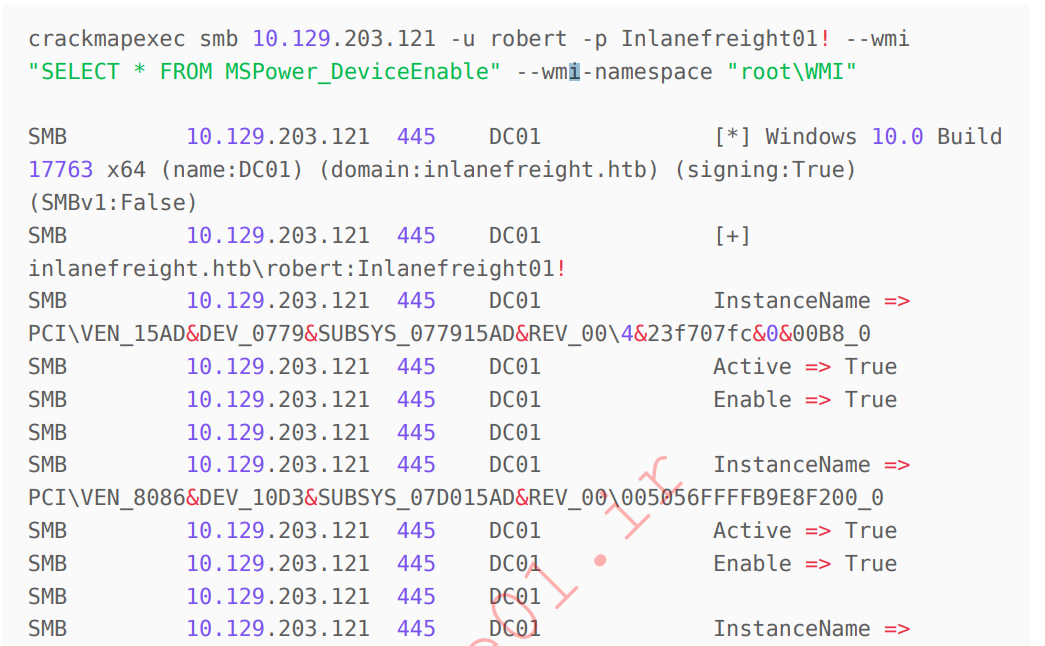 crackmapexec smb 10.129.203.121 -u robert -p Inlanefreight01! --wmi
"SELECT * FROM MSPower_DeviceEnable" --wmi-namespace "root\WMI"
SMB 10.129.203.121 445 DC01 [*] Windows 10.0 Build
17763 x64 (name:DC01) (domain:inlanefreight.htb) (signing:True)
(SMBv1:False)
SMB 10.129.203.121 445 DC01 [+]
inlanefreight.htb\robert:Inlanefreight01!
SMB 10.129.203.121 445 DC01 InstanceName =>
PCI\VEN_15AD&DEV_0779&SUBSYS_077915AD&REV_00\4&23f707fc&0&00B8_0
SMB 10.129.203.121 445 DC01 Active => True
SMB 10.129.203.121 445 DC01 Enable => True
SMB 10.129.203.121 445 DC01
SMB 10.129.203.121 445 DC01 InstanceName =>
PCI\VEN_8086&DEV_10D3&SUBSYS_07D015AD&REV_00\005056FFFFB9E8F200_0
SMB 10.129.203.121 445 DC01 Active => True
SMB 10.129.203.121 445 DC01 Enable => True
SMB 10.129.203.121 445 DC01
SMB 10.129.203.121 445 DC01 InstanceName =>